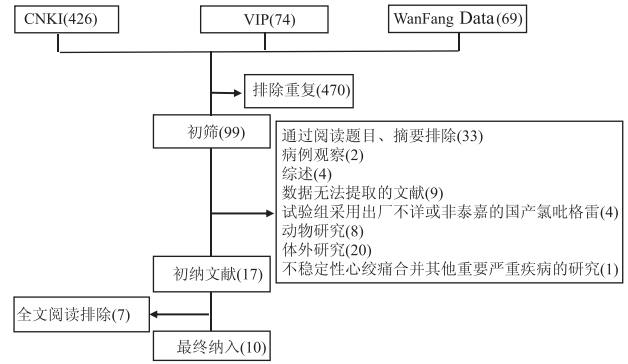 CNKI(426)
VIP(74)
WanFang Data(69)
排除重复(470)
初筛(99)
通过阅读题目、摘要排除(33)
病例观察(2)
综述(4)
数据无法提取的文献(9)
试验组采用出厂不详或非泰嘉的国产氯吡格雷(4)
动物研究(8)
体外研究(20)
不稳定性心绞痛合并其他重要严重疾病的研究(1)
初纳文献(17)
全文阅读排除(7)
最终纳入(10)